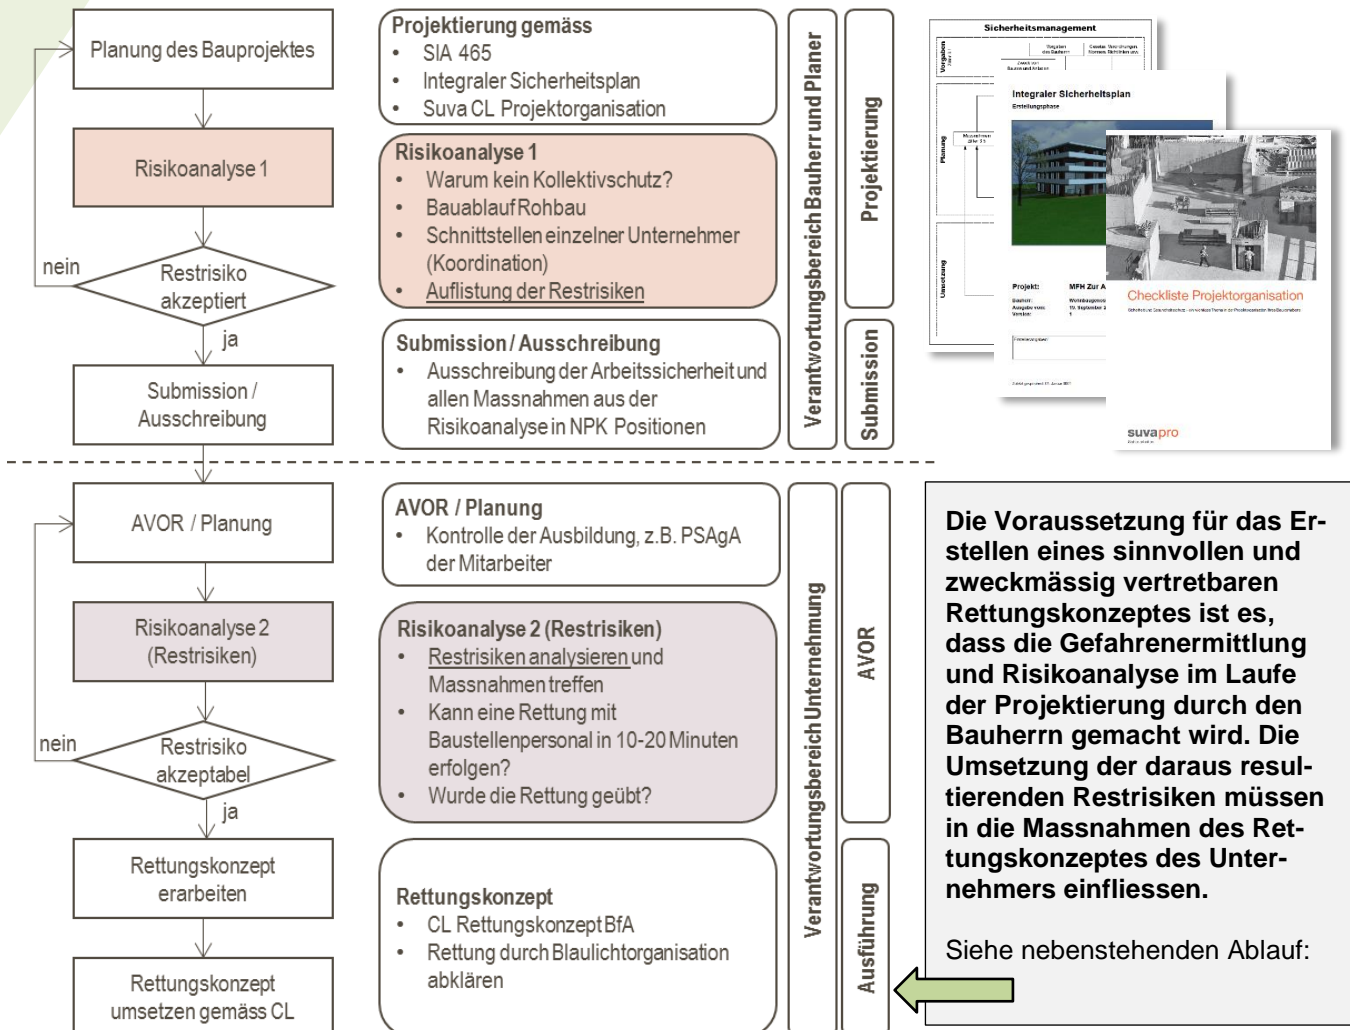 Planung des Bauprojektes
Risikoanalyse 1
nein
Restrisiko
akzeptiert
ja
Submission /
Ausschreibung
AVOR / Planung
Risikoanalyse 2
(Restrisiken)
nein
Restrisiko
akzeptabel
ja
Rettungskonzept
erarbeiten
Rettungskonzept
umsetzen gemäss CL
Projektierung gemäss
• SIA 465
• Integraler Sicherheitsplan
• Suva CL Projektorganisation
Risikoanalyse 1
• Warum kein Kollektivschutz?
• Bauablauf Rohbau
• Schnittstellen einzelner Unternehmer
(Koordination)
• Auflistung der Restrisiken
Submission / Ausschreibung
• Ausschreibung der Arbeitssicherheit und
allen Massnahmen aus der
Risikoanalyse in NPK Positionen
AVOR / Planung
• Kontrolle der Ausbildung, z.B. PSAgA
der Mitarbeiter
Risikoanalyse 2 (Restrisiken)
• Restrisiken analysieren und
Massnahmen treffen
• Kann eine Rettung mit
Baustellenpersonal in 10-20 Minuten
erfolgen?
• Wurde die Rettung geübt?
Rettungskonzept
• CL Rettungskonzept BfA
• Rettung durch Blaulichtorganisation
abklären
Verantwortungsbereich Bauherr und Planer
Projektierung
Submission
Verantwortungsbereich Unternehmung
AVOR
Ausführung
Sicherheitsmanagement
Vorgaben
Planung
Umsetzung
Integraler Sicherheitsplan
Erstellungsphase
Projekt: MFH Zur A
Checkliste Projektorganisation
suvapro
Die Voraussetzung für das Er-
stellen eines sinnvollen und
zweckmässig vertretbaren
Rettungskonzeptes ist es,
dass die Gefahrenermittlung
und Risikoanalyse im Laufe
der Projektierung durch den
Bauherrn gemacht wird. Die
Umsetzung der daraus resul-
tierenden Restrisiken müssen
in die Massnahmen des Ret-
tungskonzeptes des Unter-
nehmers einfliessen.
Siehe nebenstehenden Ablauf: